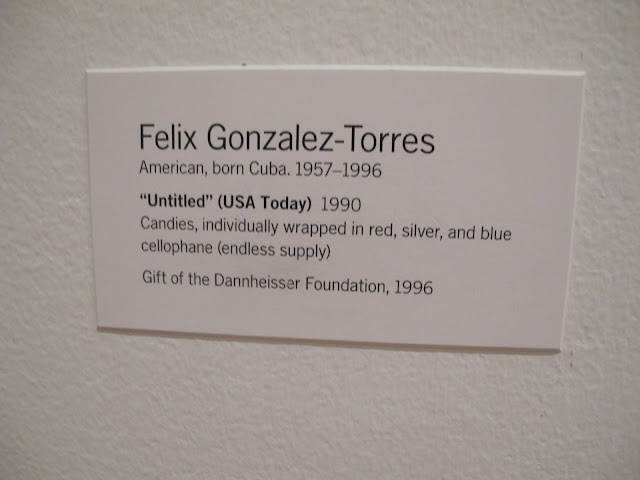 Felix Gonzalez-Torres
American, born Cuba. 1957–1996
“Untitled” (USA Today) 1990
Candies, individually wrapped in red, silver, and blue
cellophane (endless supply)
Gift of the Dannheisser Foundation, 1996